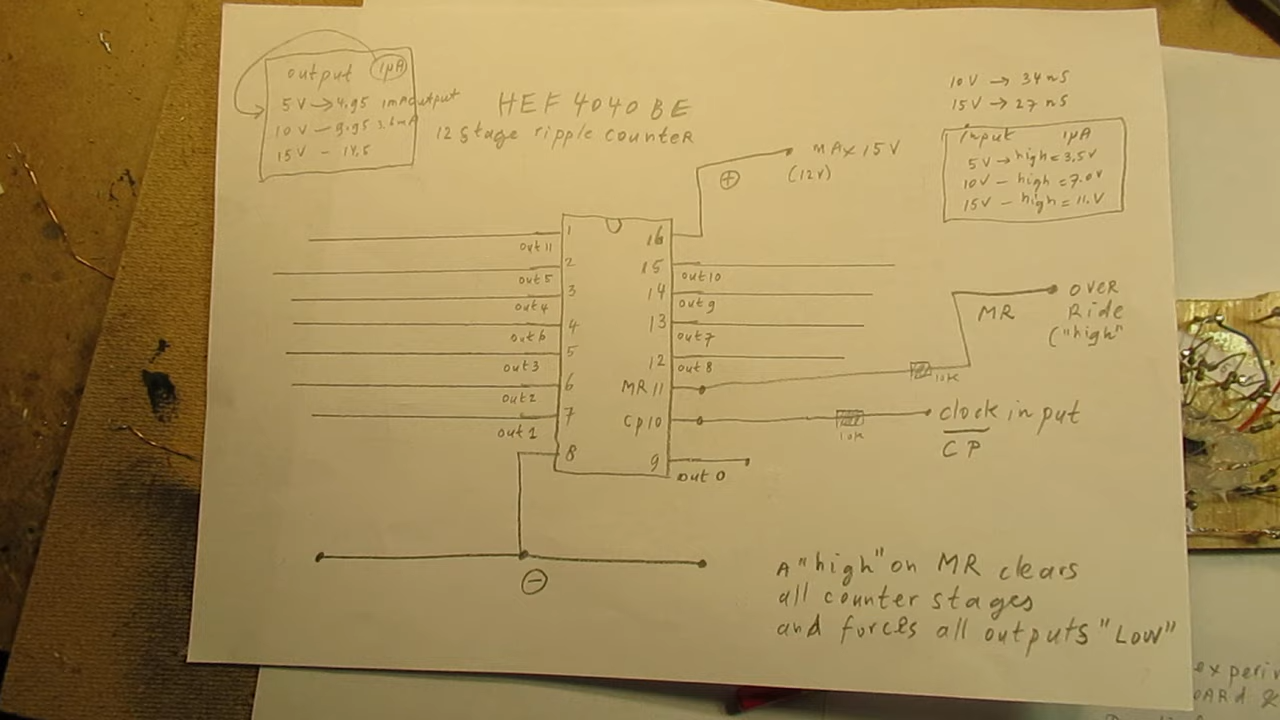 output 1µA
5V → 4.95 1mA output
10V - 9.95 3.6mA
15V -
HEF 4040 BE
12 stage ripple counter
10V → 34 nS
15V → 27 nS
input 1µA
5V → high = 3.5V
10V - high = 7.0V
15V - high = 11.V
MAX 15V
(12V)
+
1
out 11
2
out 5
3
out 4
4
out 6
5
out 3
6
out 2
7
out 1
8
16
15
out 10
14
out 9
13
out 7
12
out 8
MR 11
10K
MR
over
Ride
("high"
Cp 10
10K
clock input
CP
9
out 0
-
A "high" on MR clears
all counter stages
and forces all outputs "LOW"
experim
OARd &